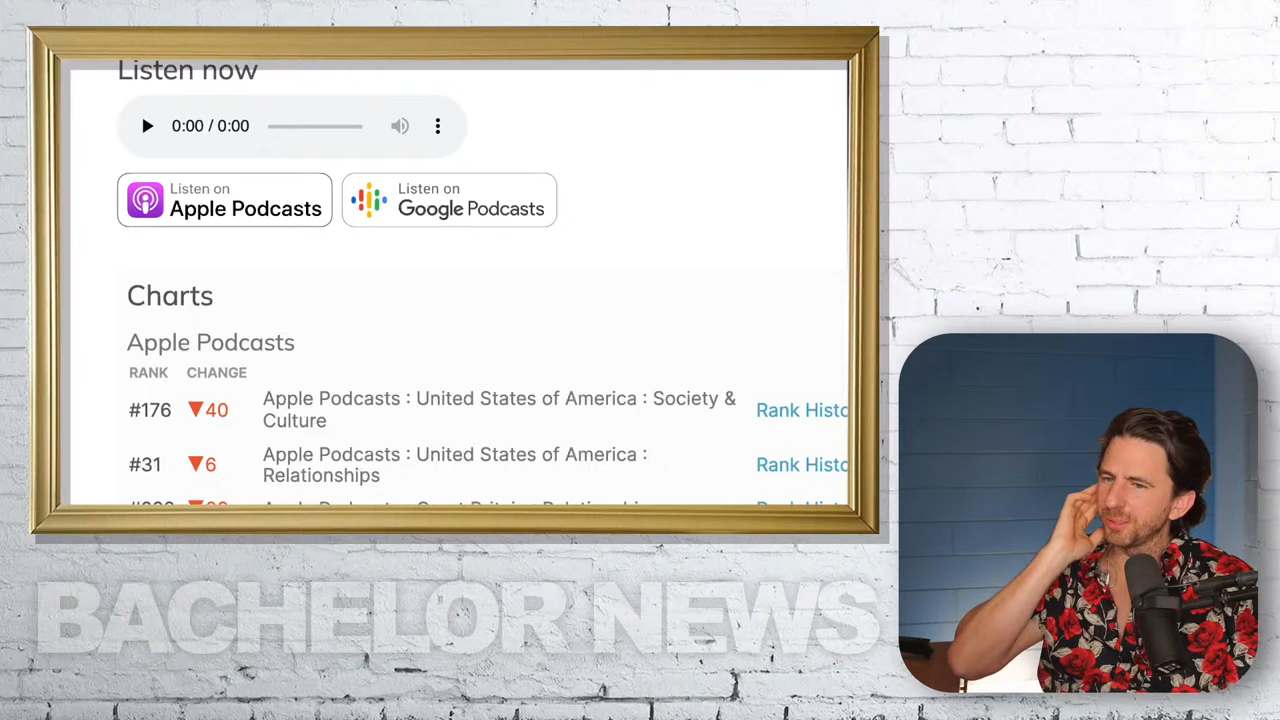 Listen now
0:00 / 0:00
Listen on
Apple Podcasts
Listen on
Google Podcasts
Charts
Apple Podcasts
RANK CHANGE
#176 ▼40 Apple Podcasts : United States of America : Society &
Culture
Rank Histo
#31 ▼6 Apple Podcasts : United States of America :
Relationships
Rank Histo
BACHELOR NEWS